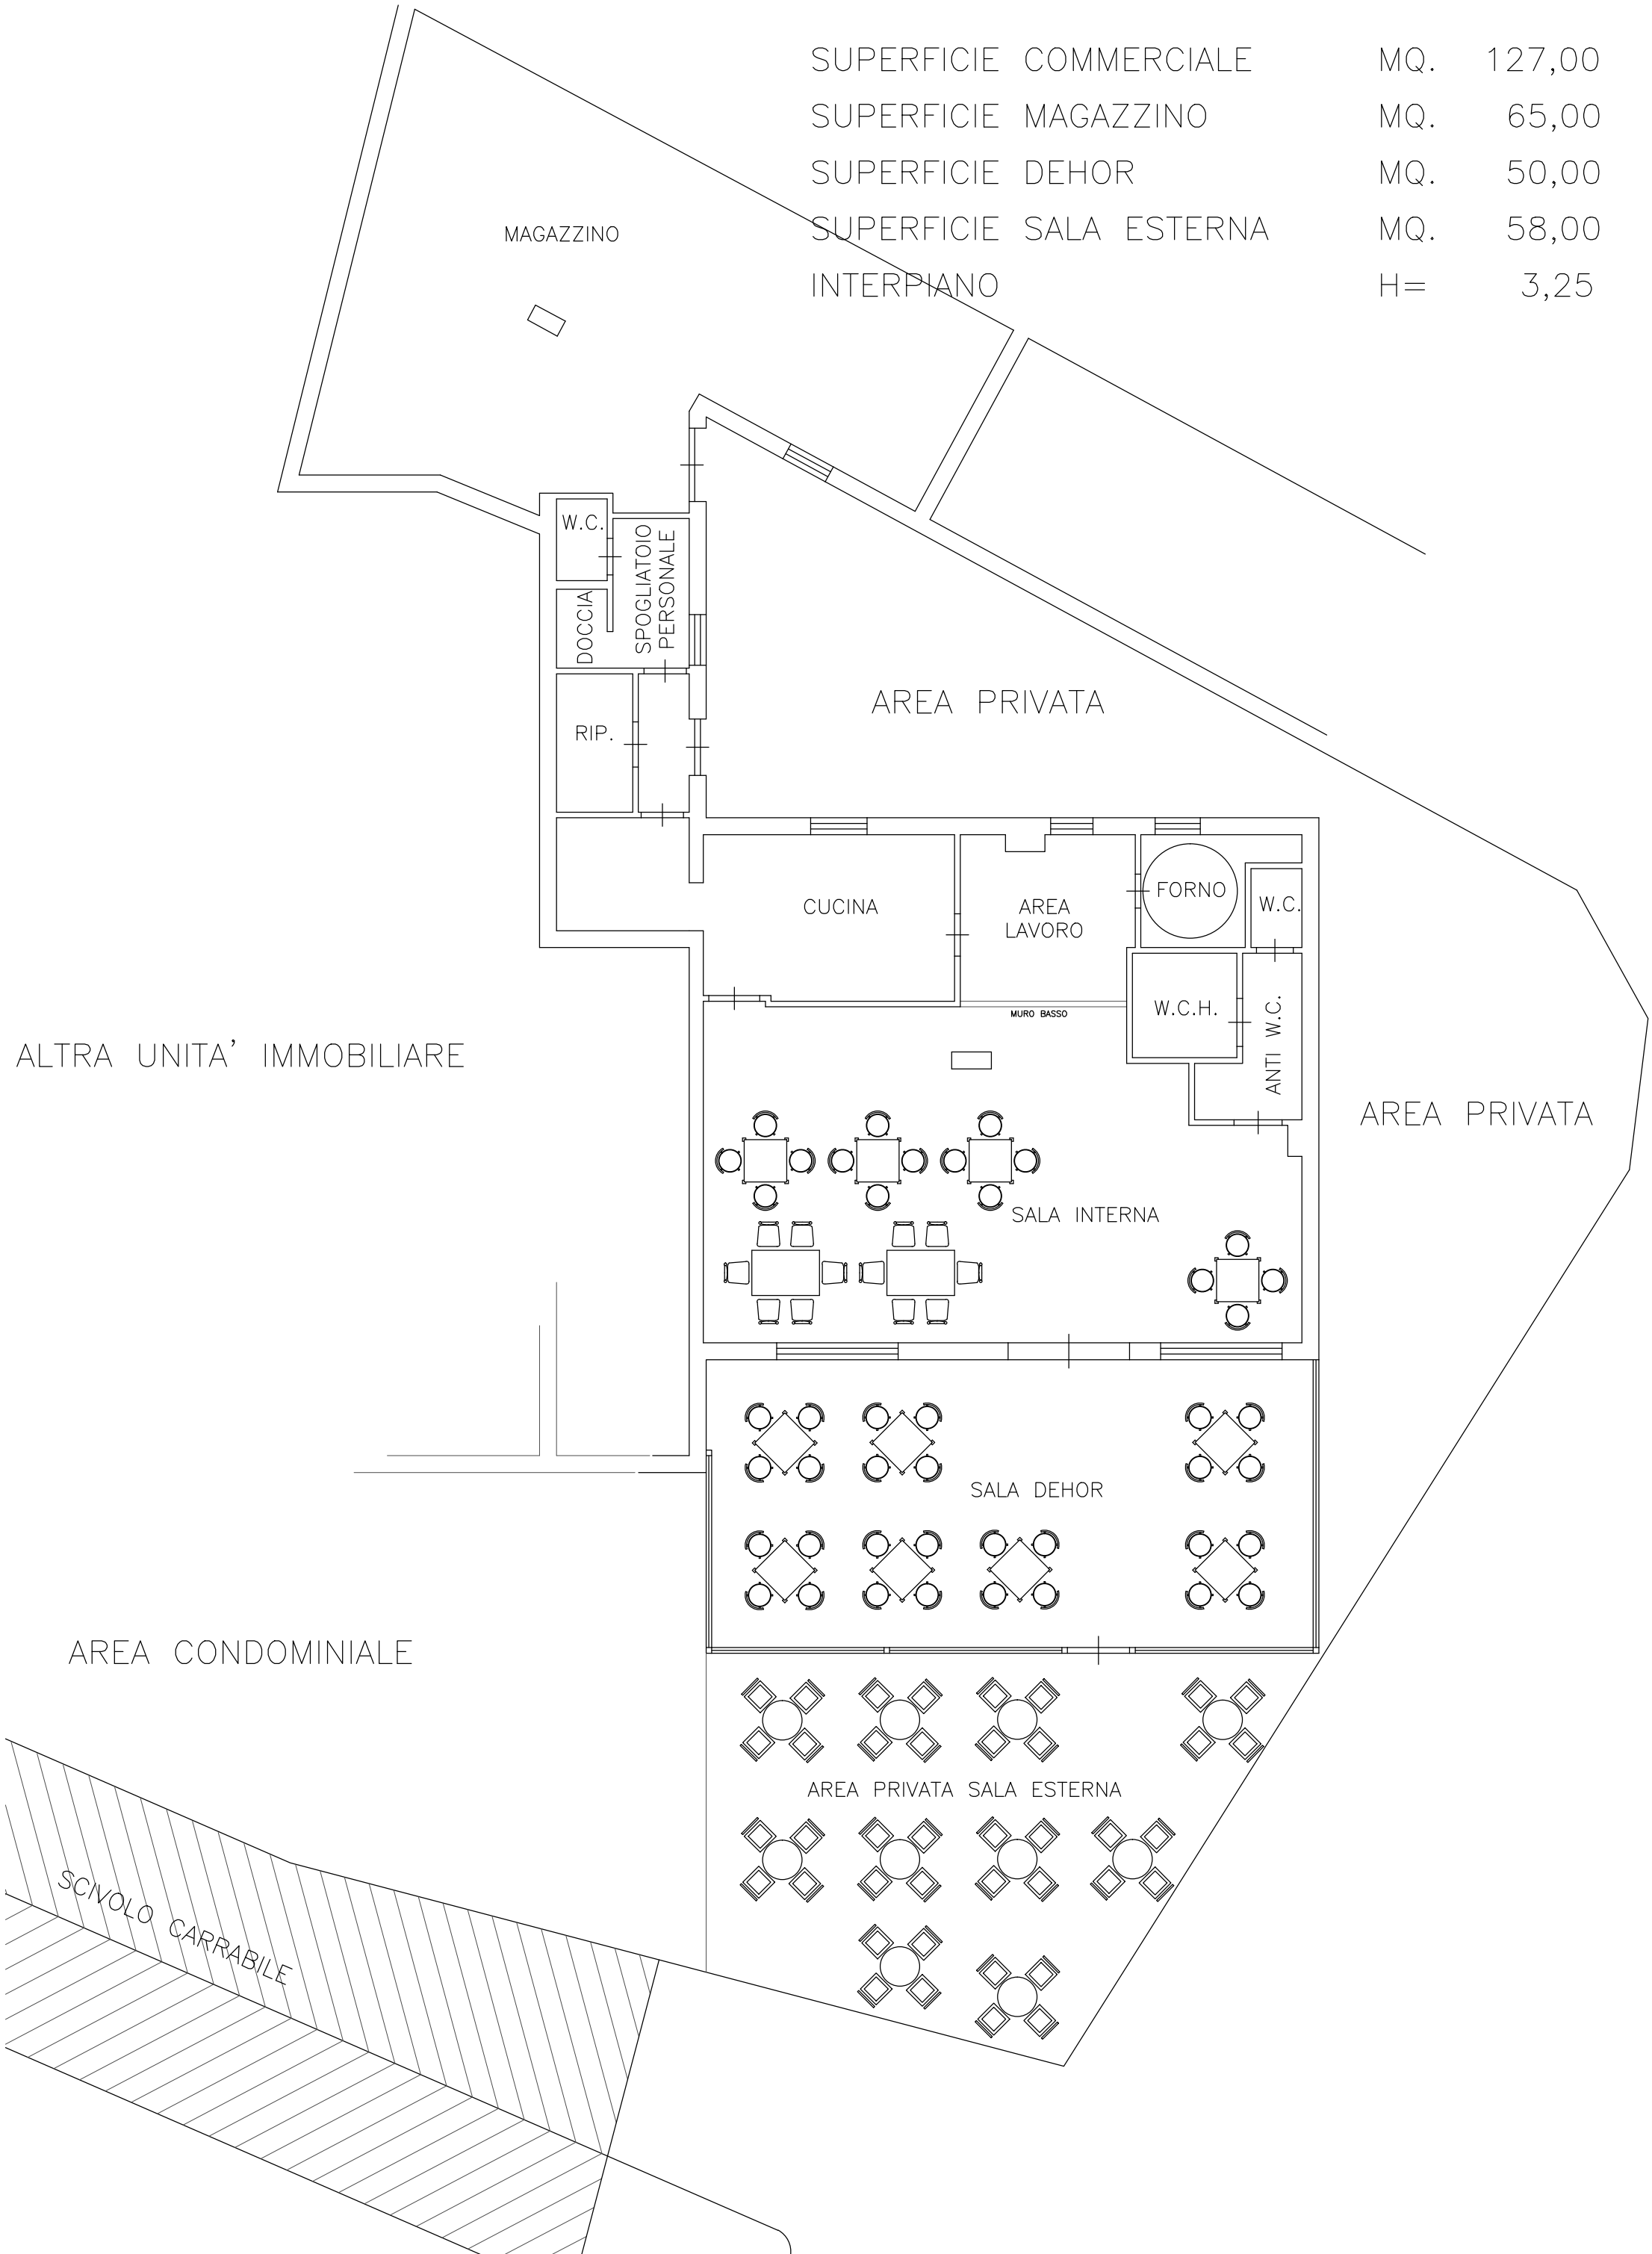 SUPERFICIE COMMERCIALE MQ. 127,00
SUPERFICIE MAGAZZINO MQ. 65,00
SUPERFICIE DEHOR MQ. 50,00
SUPERFICIE SALA ESTERNA MQ. 58,00
INTERPIANO H= 3,25
MAGAZZINO
W.C.
SPOGLIATOIO
PERSONALE
DOCCIA
RIP.
AREA PRIVATA
CUCINA
AREA
LAVORO
FORNO
W.C.
W.C.H.
ANTI W.C.
MURO BASSO
ALTRA UNITA' IMMOBILIARE
AREA PRIVATA
SALA INTERNA
SALA DEHOR
AREA CONDOMINIALE
AREA PRIVATA SALA ESTERNA
SCIVOLO CARRABILE